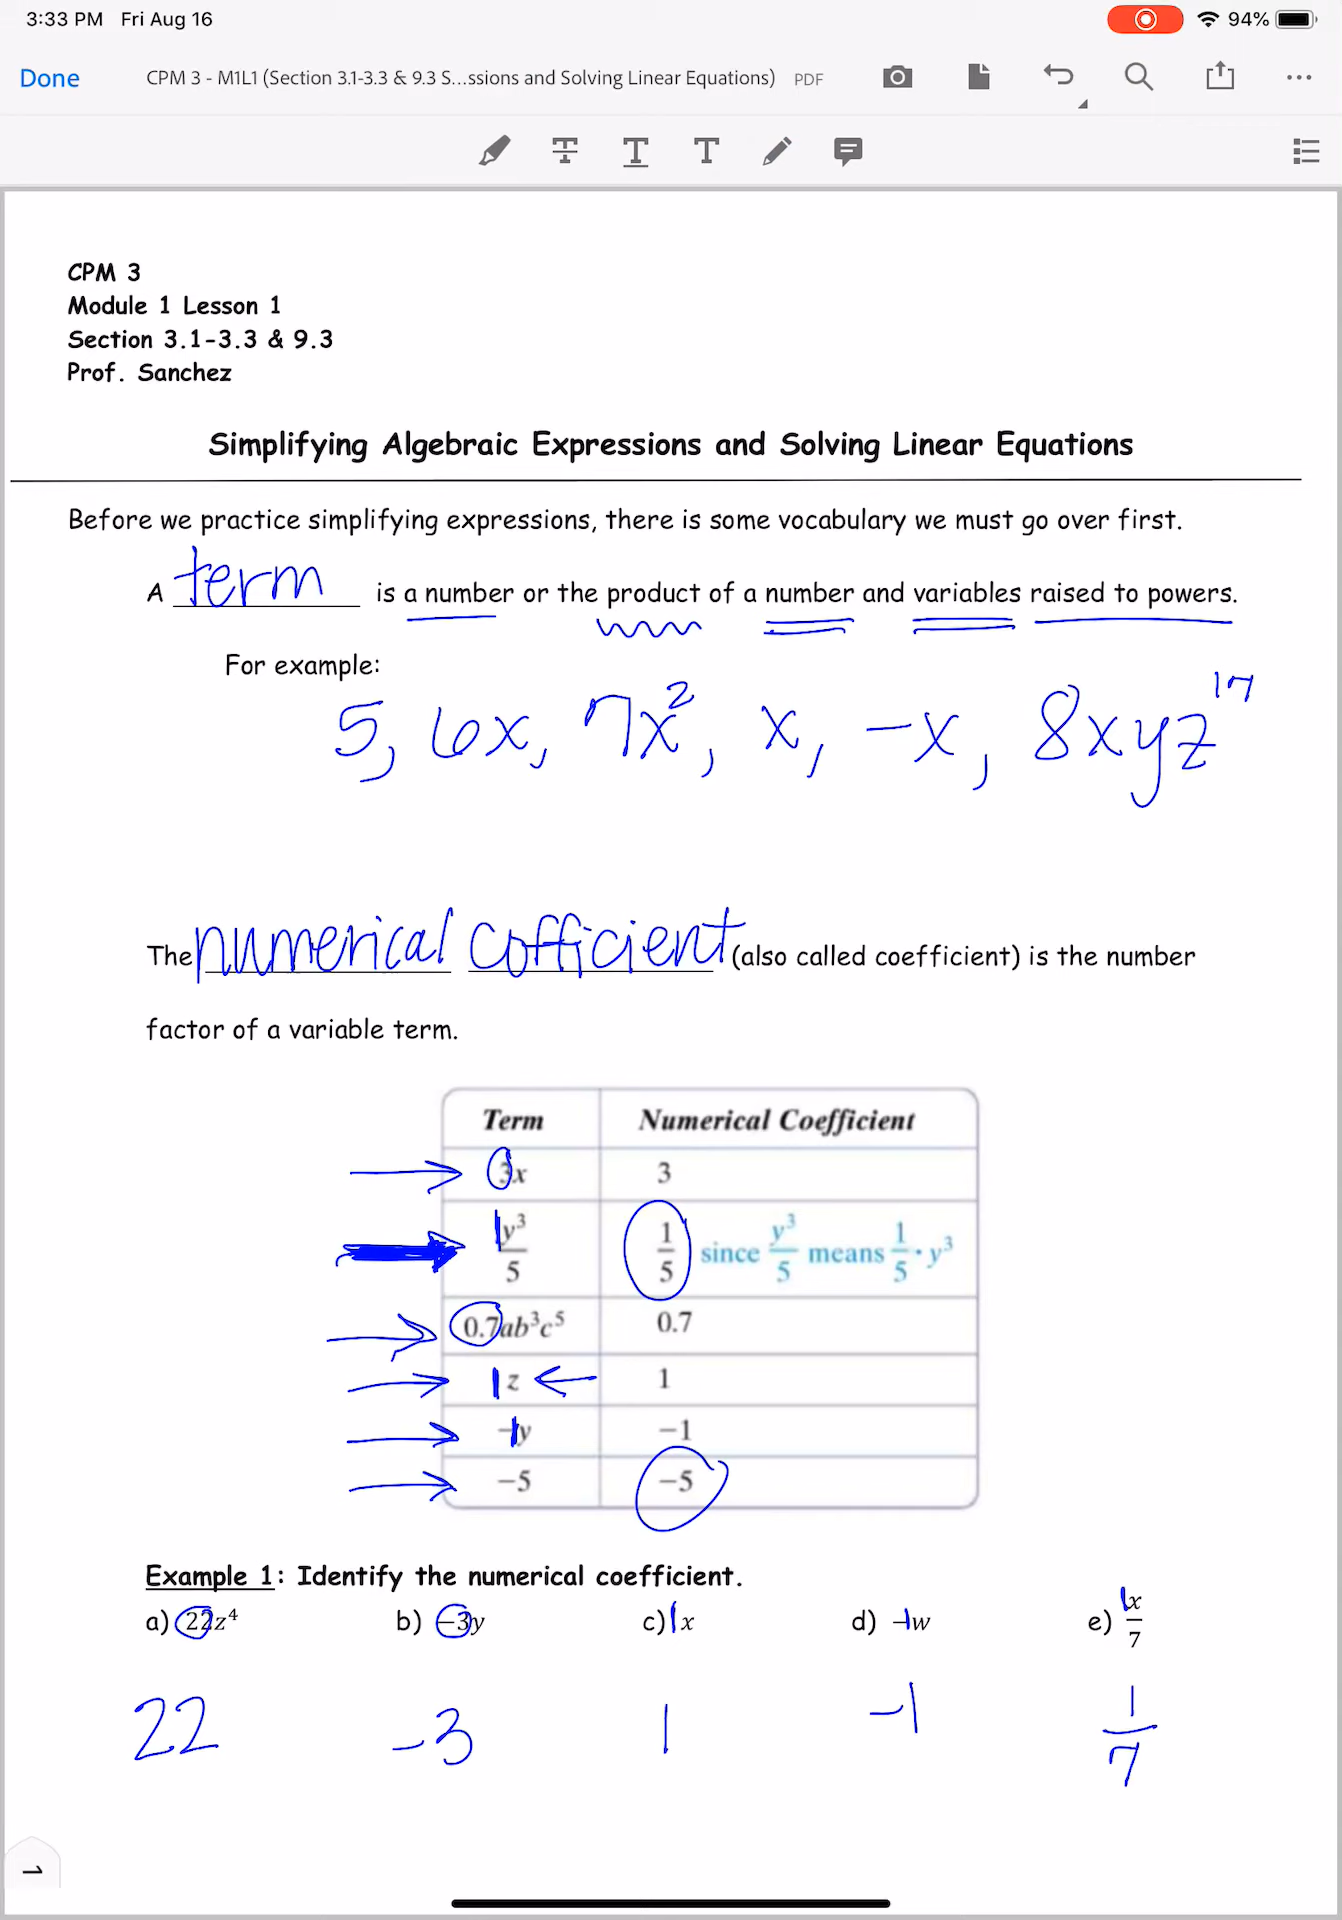 3:33 PM Fri Aug 16 94%
Done CPM 3 - M1L1 (Section 3.1-3.3 & 9.3 S...ssions and Solving Linear Equations) PDF
CPM 3
Module 1 Lesson 1
Section 3.1-3.3 & 9.3
Prof. Sanchez
Simplifying Algebraic Expressions and Solving Linear Equations
Before we practice simplifying expressions, there is some vocabulary we must go over first.
A term is a number or the product of a number and variables raised to powers.
For example:
5, 6x, 7x², x, -x, 8xyz¹⁷
The numerical cofficient (also called coefficient) is the number
factor of a variable term.
Term Numerical Coefficient
3x 3
1y³/5 1/5 since y³/5 means 1/5 · y³
0.7ab³c⁵ 0.7
1z 1
-1y -1
-5 -5
Example 1: Identify the numerical coefficient.
a) 22z⁴ b) -3y c) 1x d) -1w e) 1x/7
22 -3 1 -1 1/7
1